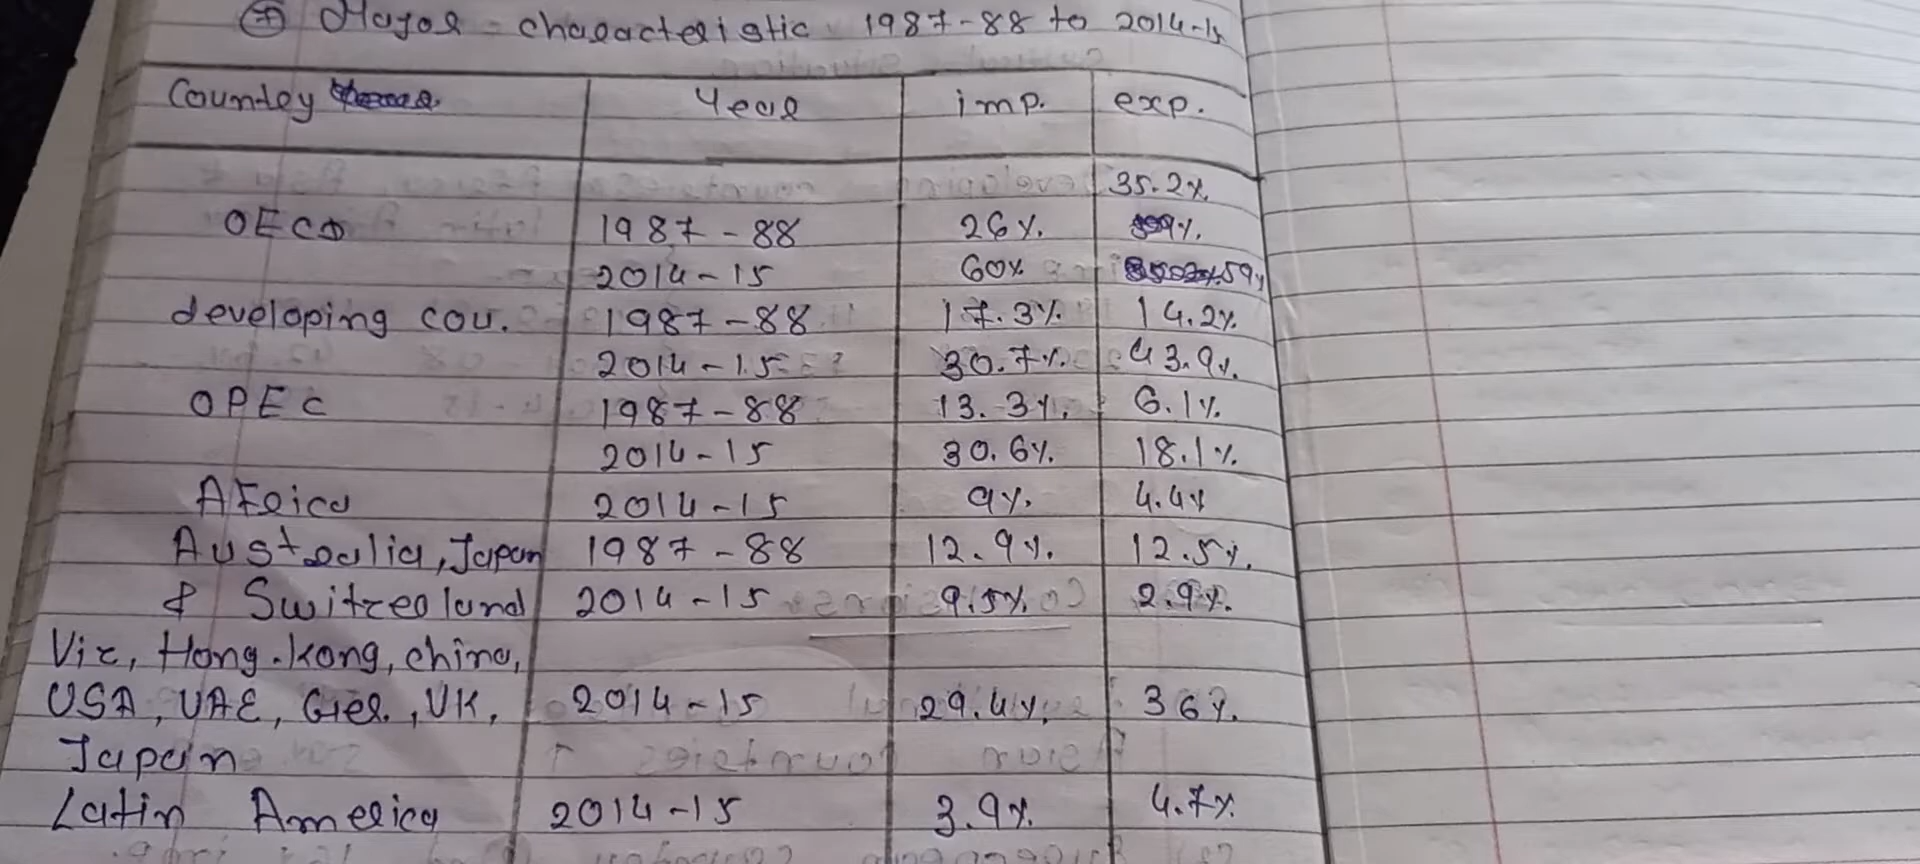 ⑦ Major - characteristic 1987-88 to 2014-15
Country Year imp. exp.
35.2%
OECD 1987-88 26%
2014-15 60% 59%
developing cou. 1987-88 17.3% 14.2%
2014-15 30.7% 43.9%
OPEC 1987-88 13.3% 6.1%
2014-15 30.6% 18.1%
Africa 2014-15 9% 4.4%
Australia, Japan 1987-88 12.9% 12.5%
& Switzerland 2014-15 9.5% 2.9%
Viz, Hong.kong, china,
USA, UAE, Ger., UK, 2014-15 29.4% 36%
Japan
Latin America 2014-15 3.9% 4.7%